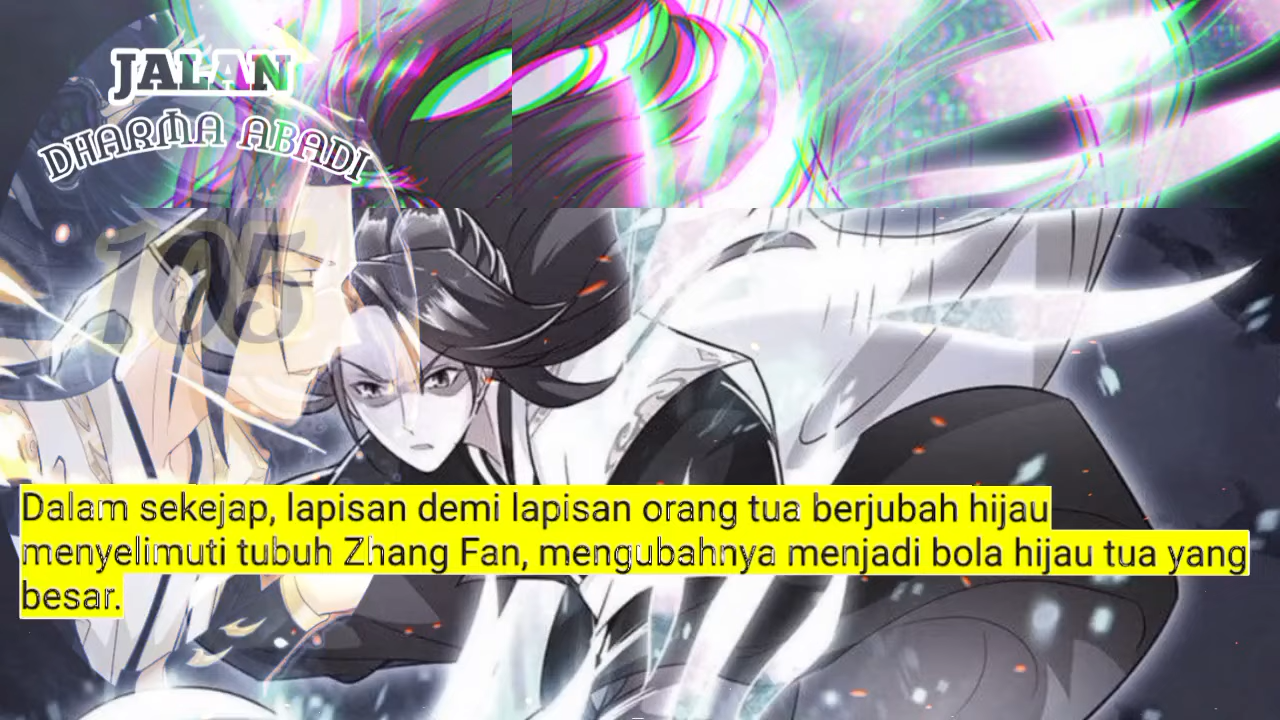 JALAN
DHARMA ABADI
105
Dalam sekejap, lapisan demi lapisan orang tua berjubah hijau
menyelimuti tubuh Zhang Fan, mengubahnya menjadi bola hijau tua yang
besar.